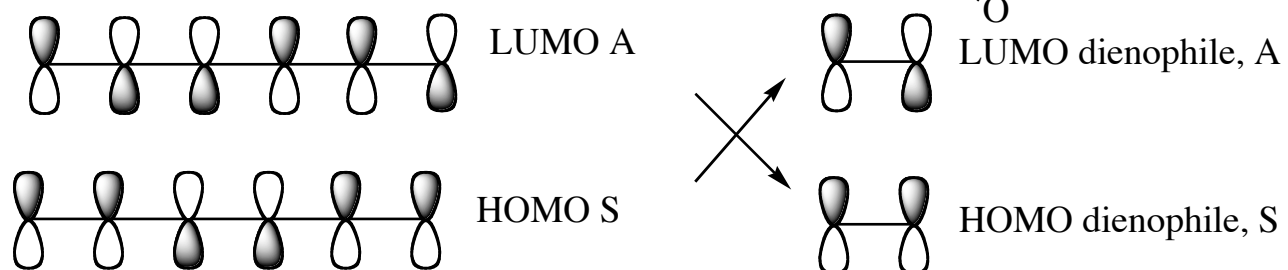 'O
LUMO A
LUMO dienophile, A
HOMO S
HOMO dienophile, S